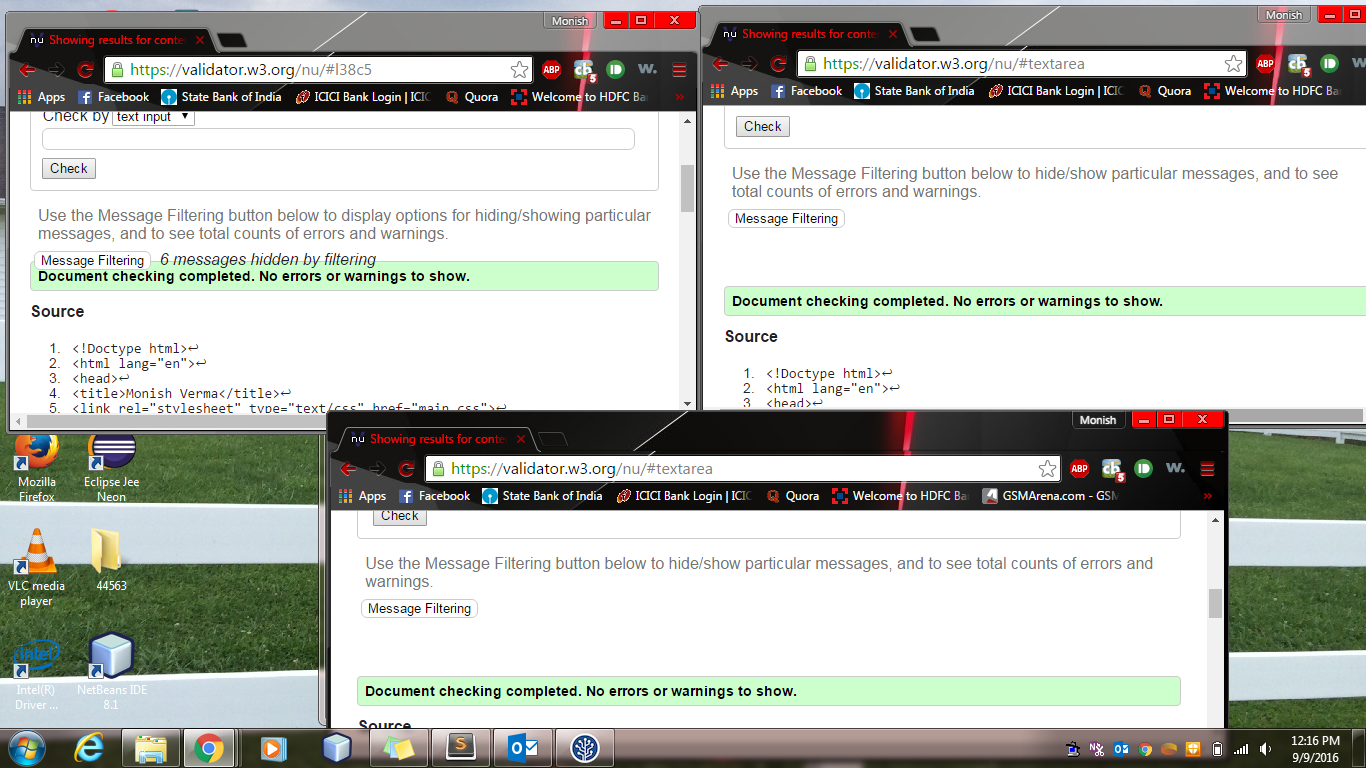 Monish
nu Showing results for conte
https://validator.w3.org/nu/#l38c5
ABP
cb 5
W.
Apps
Facebook
State Bank of India
ICICI Bank Login | ICIC
Quora
Welcome to HDFC Ba
»
Check by text input
Check
Use the Message Filtering button below to display options for hiding/showing particular
messages, and to see total counts of errors and warnings.
Message Filtering 6 messages hidden by filtering
Document checking completed. No errors or warnings to show.
Source
1. <!Doctype html>↩
2. <html lang="en">↩
3. <head>↩
4. <title>Monish Verma</title>↩
5. <link rel="stylesheet" type="text/css" href="main.css">↩
Monish
nu Showing results for conte
https://validator.w3.org/nu/#textarea
ABP
cb 5
W
Apps
Facebook
State Bank of India
ICICI Bank Login | ICIC
Quora
Welcome to HDFC Ba
Check
Use the Message Filtering button below to hide/show particular messages, and to see
total counts of errors and warnings.
Message Filtering
Document checking completed. No errors or warnings to show.
Source
1. <!Doctype html>↩
2. <html lang="en">↩
3. <head>↩
Monish
nu Showing results for conte
https://validator.w3.org/nu/#textarea
ABP
cb 5
W.
Apps
Facebook
State Bank of India
ICICI Bank Login | ICIC
Quora
Welcome to HDFC Ba
GSMArena.com - GSM
»
Check
Use the Message Filtering button below to hide/show particular messages, and to see total counts of errors and
warnings.
Message Filtering
Document checking completed. No errors or warnings to show.
Source
Mozilla
Firefox
Eclipse Jee
Neon
VLC media
player
44563
intel
Intel(R)
Driver ...
NetBeans IDE
8.1
12:16 PM
9/9/2016